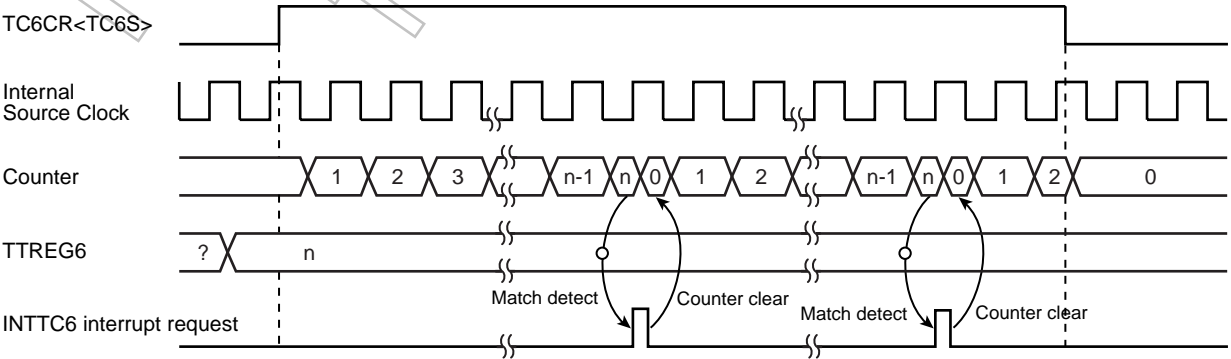 TC6CR<TC6S>
Internal
Source Clock
Counter 1 2 3 n-1 n 0 1 2 n-1 n 0 1 2 0
TTREG6 ? n
Match detect Counter clear Match detect Counter clear
INTTC6 interrupt request